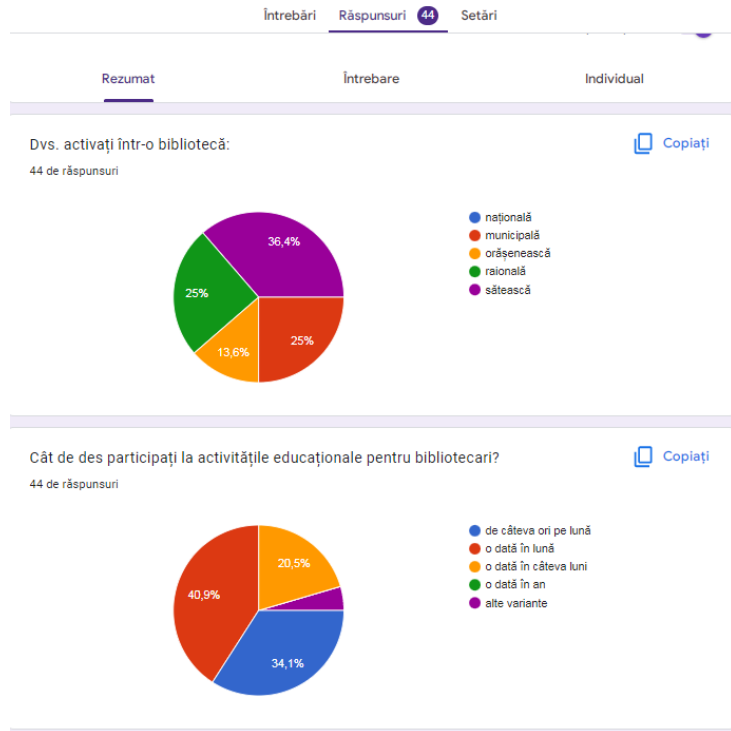 Întrebări Răspunsuri 44 Setări
Rezumat Întrebare Individual
Dvs. activați într-o bibliotecă:
Copiați
44 de răspunsuri
națională
municipală
orășenească
raională
sătească
36,4%
25%
25%
13,6%
Cât de des participați la activitățile educaționale pentru bibliotecari?
Copiați
44 de răspunsuri
de câteva ori pe lună
o dată în lună
o dată în câteva luni
o dată în an
alte variante
20,5%
40,9%
34,1%